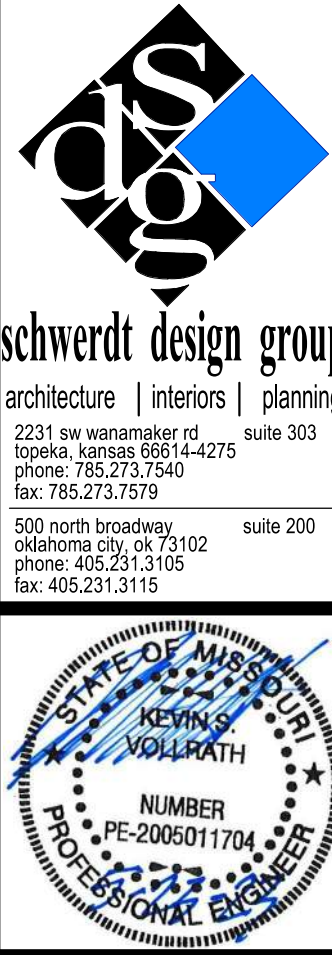 dsg
schwerdt design group
architecture | interiors | planning
2231 sw wanamaker rd suite 303
topeka, kansas 66614-4275
phone: 785.273.7540
fax: 785.273.7579
500 north broadway suite 200
oklahoma city, ok 73102
phone: 405.231.3105
fax: 405.231.3115
STATE OF MISSOURI
KEVIN S.
VOLLRATH
NUMBER
PE-2005011704
PROFESSIONAL ENGINEER